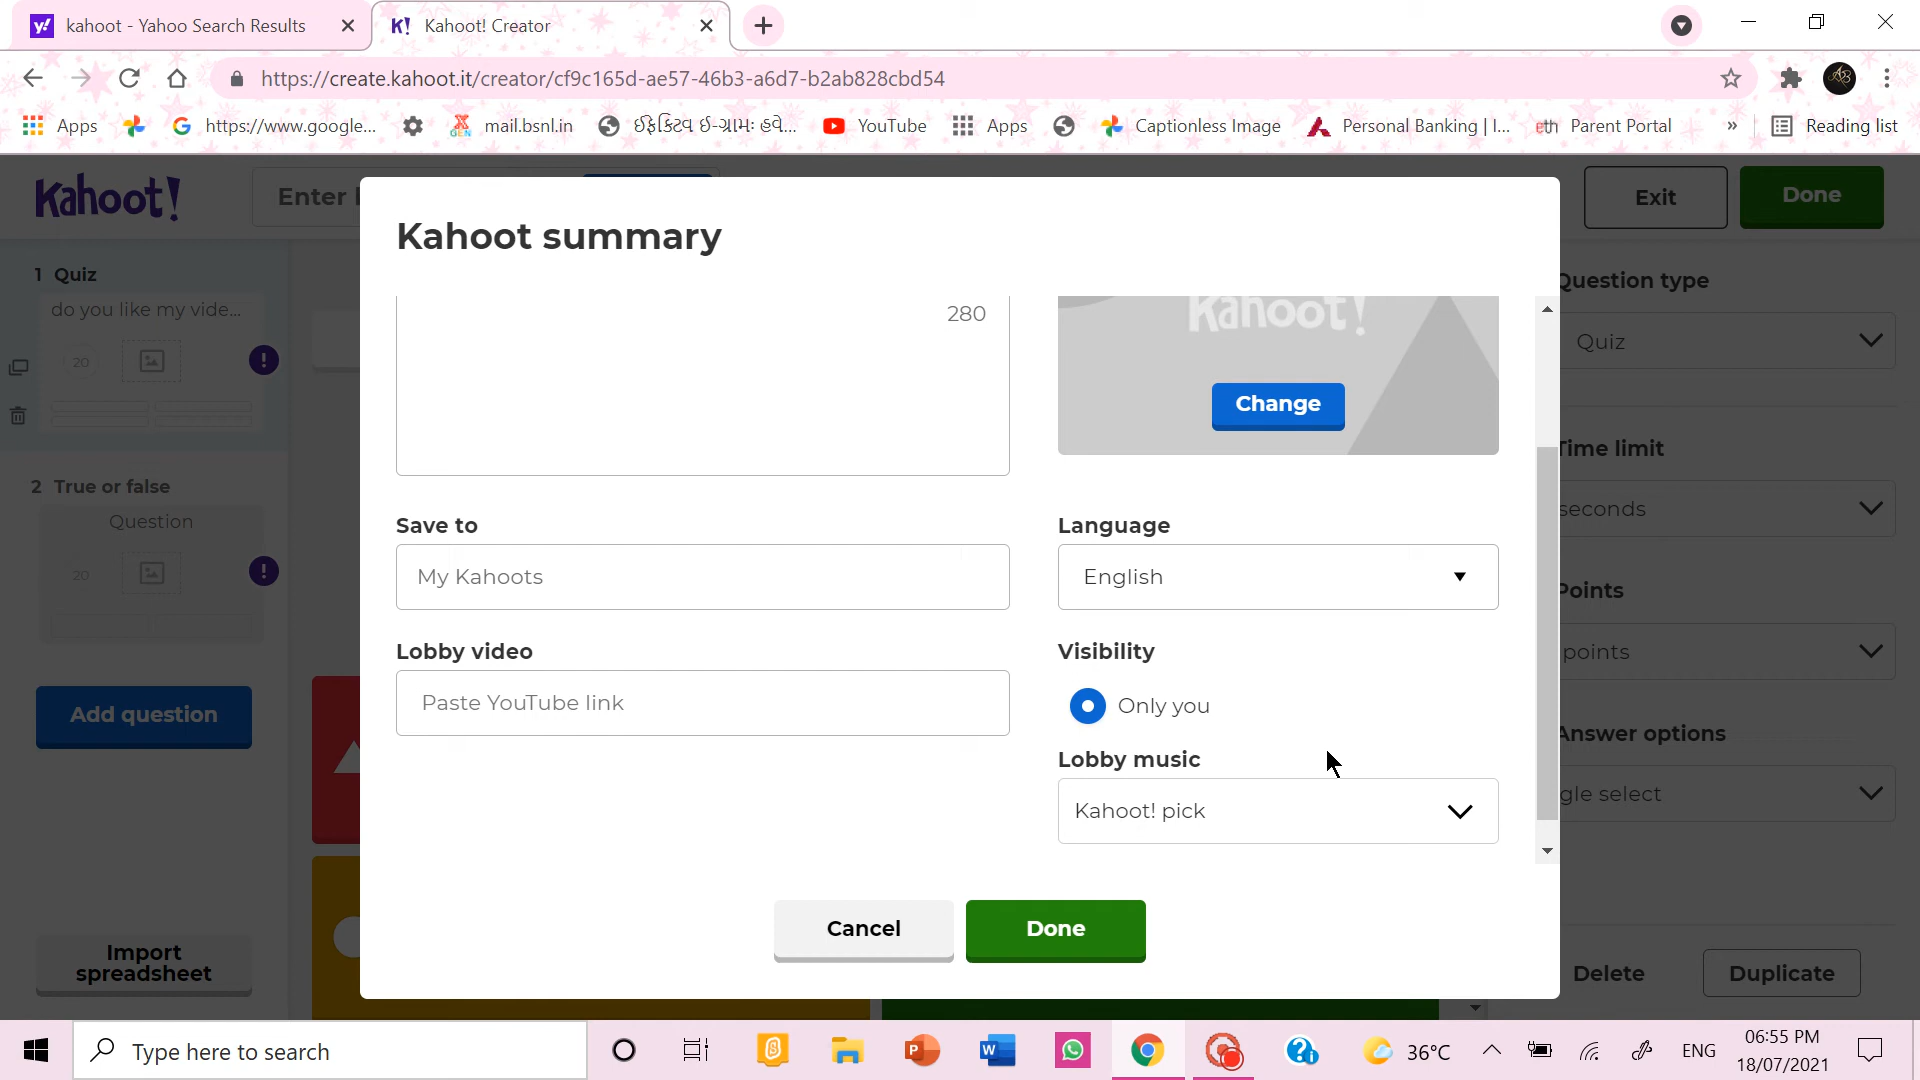 kahoot - Yahoo Search Results
Kahoot! Creator
https://create.kahoot.it/creator/cf9c165d-ae57-46b3-a6d7-b2ab828cbd54
Apps
https://www.google...
mail.bsnl.in
ઈફેક્ટિવ ઈ-ગ્રામઃ હવે...
YouTube
Apps
Captionless Image
Personal Banking | I...
eth Parent Portal
»
Reading list
Kahoot!
Enter
Exit
Done
Kahoot summary
1 Quiz
do you like my vide...
20
2 True or false
Question
20
Add question
Import
spreadsheet
280
Kahoot!
Change
Save to
My Kahoots
Language
English
Lobby video
Paste YouTube link
Visibility
Only you
Lobby music
Kahoot! pick
Cancel
Done
Question type
Quiz
Time limit
seconds
Points
points
Answer options
gle select
Delete
Duplicate
Type here to search
36°C
ENG
06:55 PM
18/07/2021